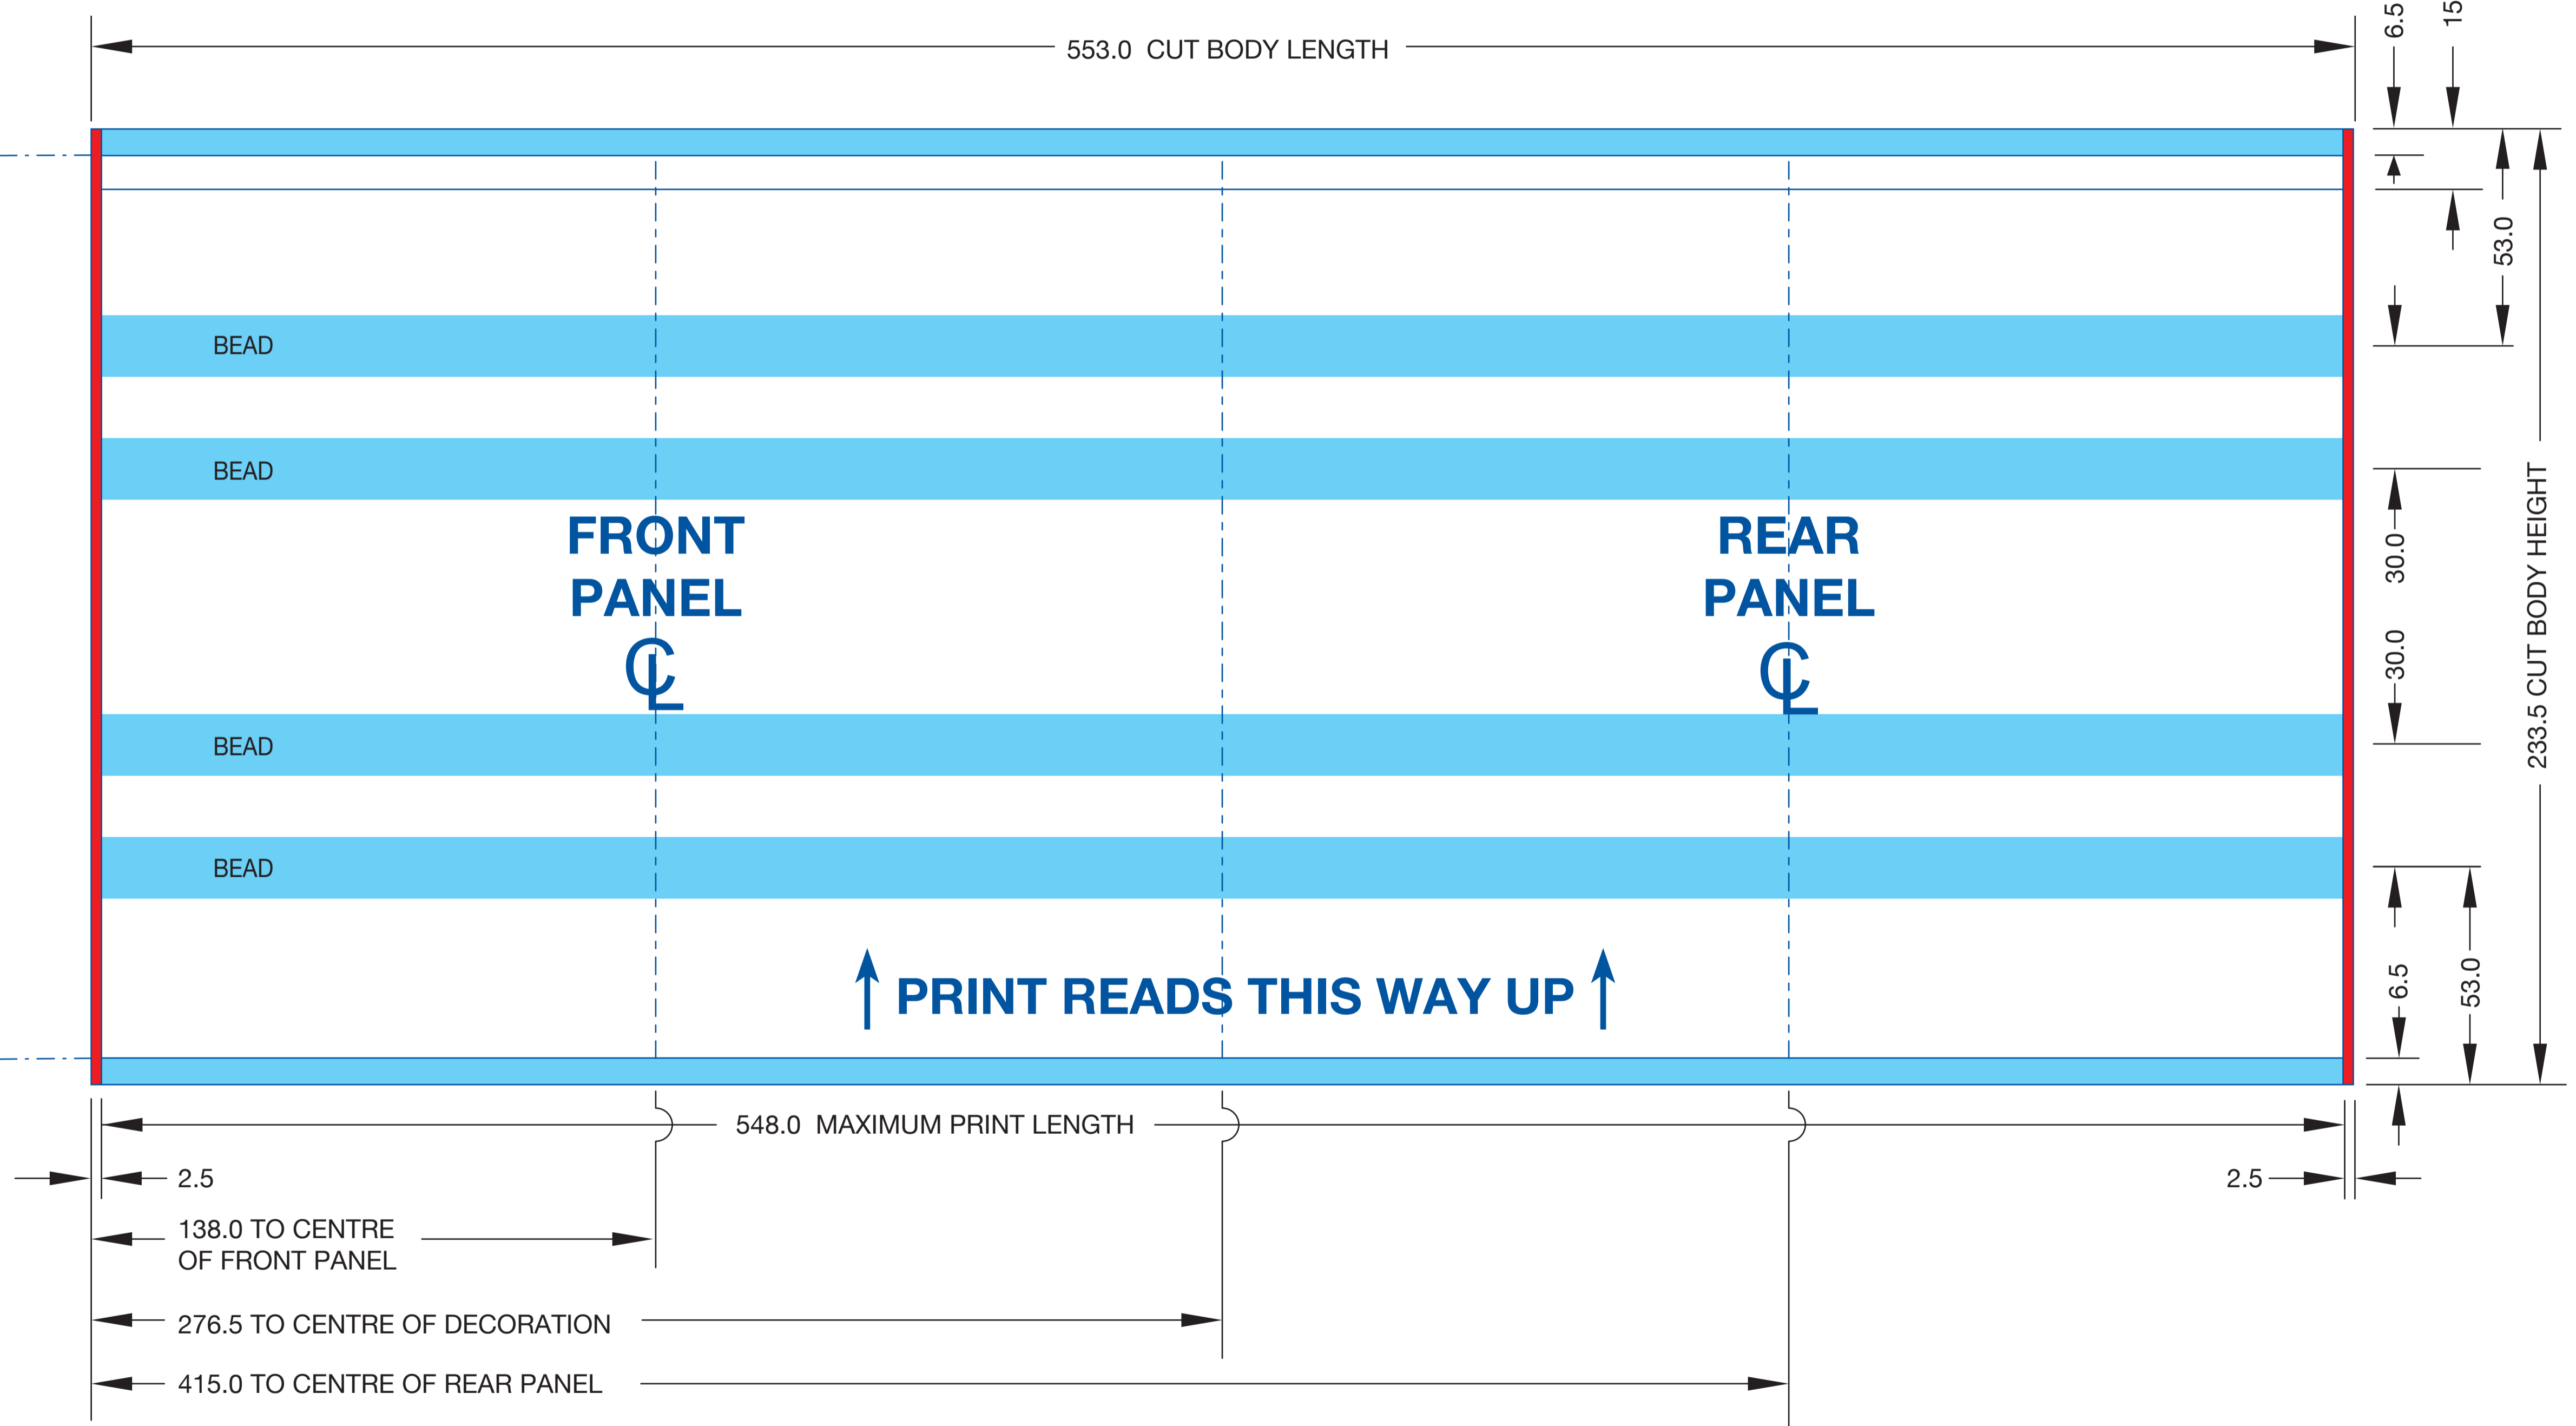 6.5
15
553.0 CUT BODY LENGTH
53.0
BEAD
BEAD
FRONT
PANEL
CL
REAR
PANEL
CL
30.0
30.0
233.5 CUT BODY HEIGHT
BEAD
BEAD
PRINT READS THIS WAY UP
6.5
53.0
548.0 MAXIMUM PRINT LENGTH
2.5
2.5
138.0 TO CENTRE
OF FRONT PANEL
276.5 TO CENTRE OF DECORATION
415.0 TO CENTRE OF REAR PANEL